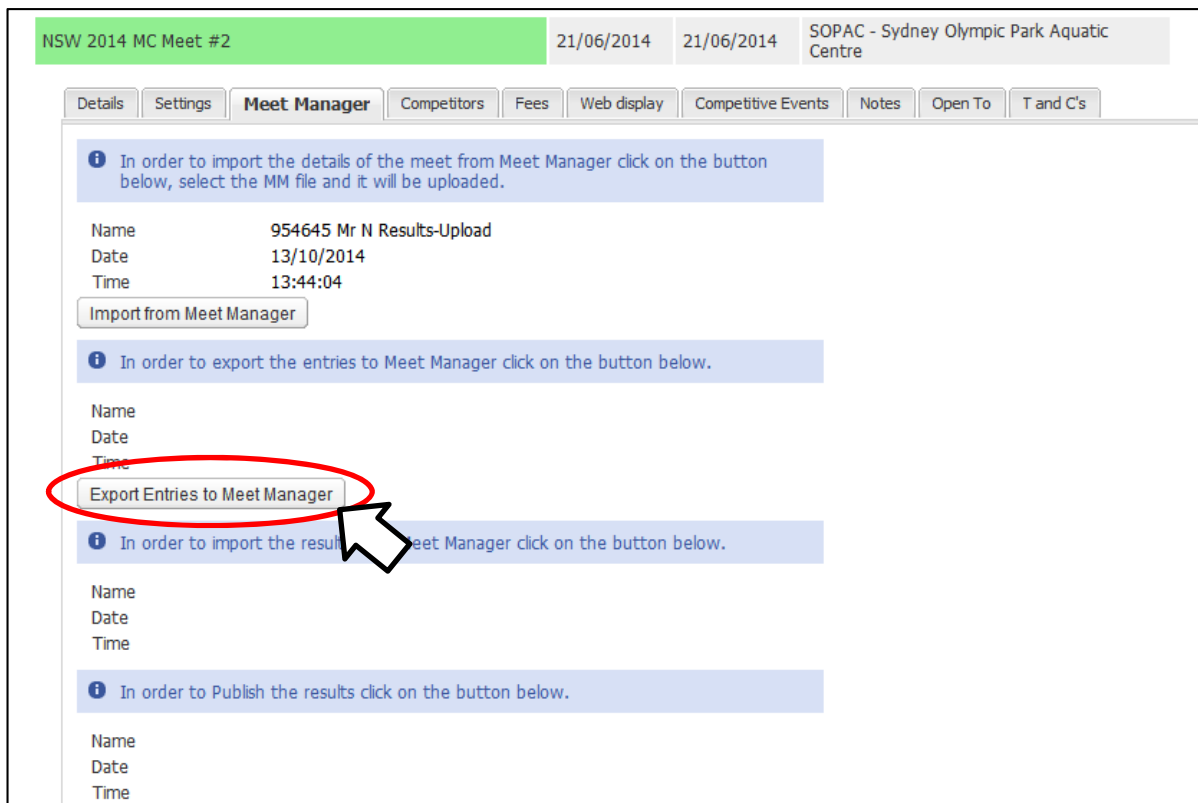 NSW 2014 MC Meet #2 21/06/2014 21/06/2014 SOPAC - Sydney Olympic Park Aquatic
Centre
Details Settings Meet Manager Competitors Fees Web display Competitive Events Notes Open To T and C's
In order to import the details of the meet from Meet Manager click on the button
below, select the MM file and it will be uploaded.
Name 954645 Mr N Results-Upload
Date 13/10/2014
Time 13:44:04
Import from Meet Manager
In order to export the entries to Meet Manager click on the button below.
Name
Date
Time
Export Entries to Meet Manager
In order to import the result Meet Manager click on the button below.
Name
Date
Time
In order to Publish the results click on the button below.
Name
Date
Time